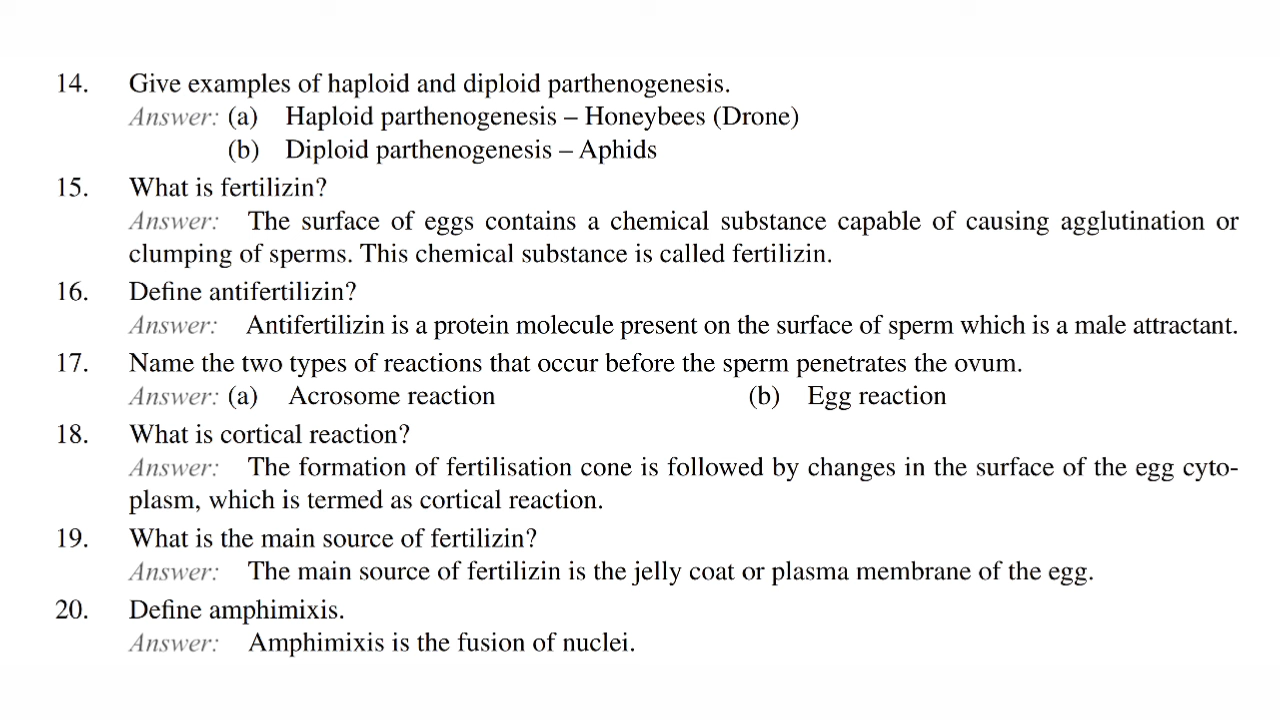 14. Give examples of haploid and diploid parthenogenesis.
Answer: (a) Haploid parthenogenesis – Honeybees (Drone)
(b) Diploid parthenogenesis – Aphids
15. What is fertilizin?
Answer: The surface of eggs contains a chemical substance capable of causing agglutination or
clumping of sperms. This chemical substance is called fertilizin.
16. Define antifertilizin?
Answer: Antifertilizin is a protein molecule present on the surface of sperm which is a male attractant.
17. Name the two types of reactions that occur before the sperm penetrates the ovum.
Answer: (a) Acrosome reaction (b) Egg reaction
18. What is cortical reaction?
Answer: The formation of fertilisation cone is followed by changes in the surface of the egg cyto-
plasm, which is termed as cortical reaction.
19. What is the main source of fertilizin?
Answer: The main source of fertilizin is the jelly coat or plasma membrane of the egg.
20. Define amphimixis.
Answer: Amphimixis is the fusion of nuclei.